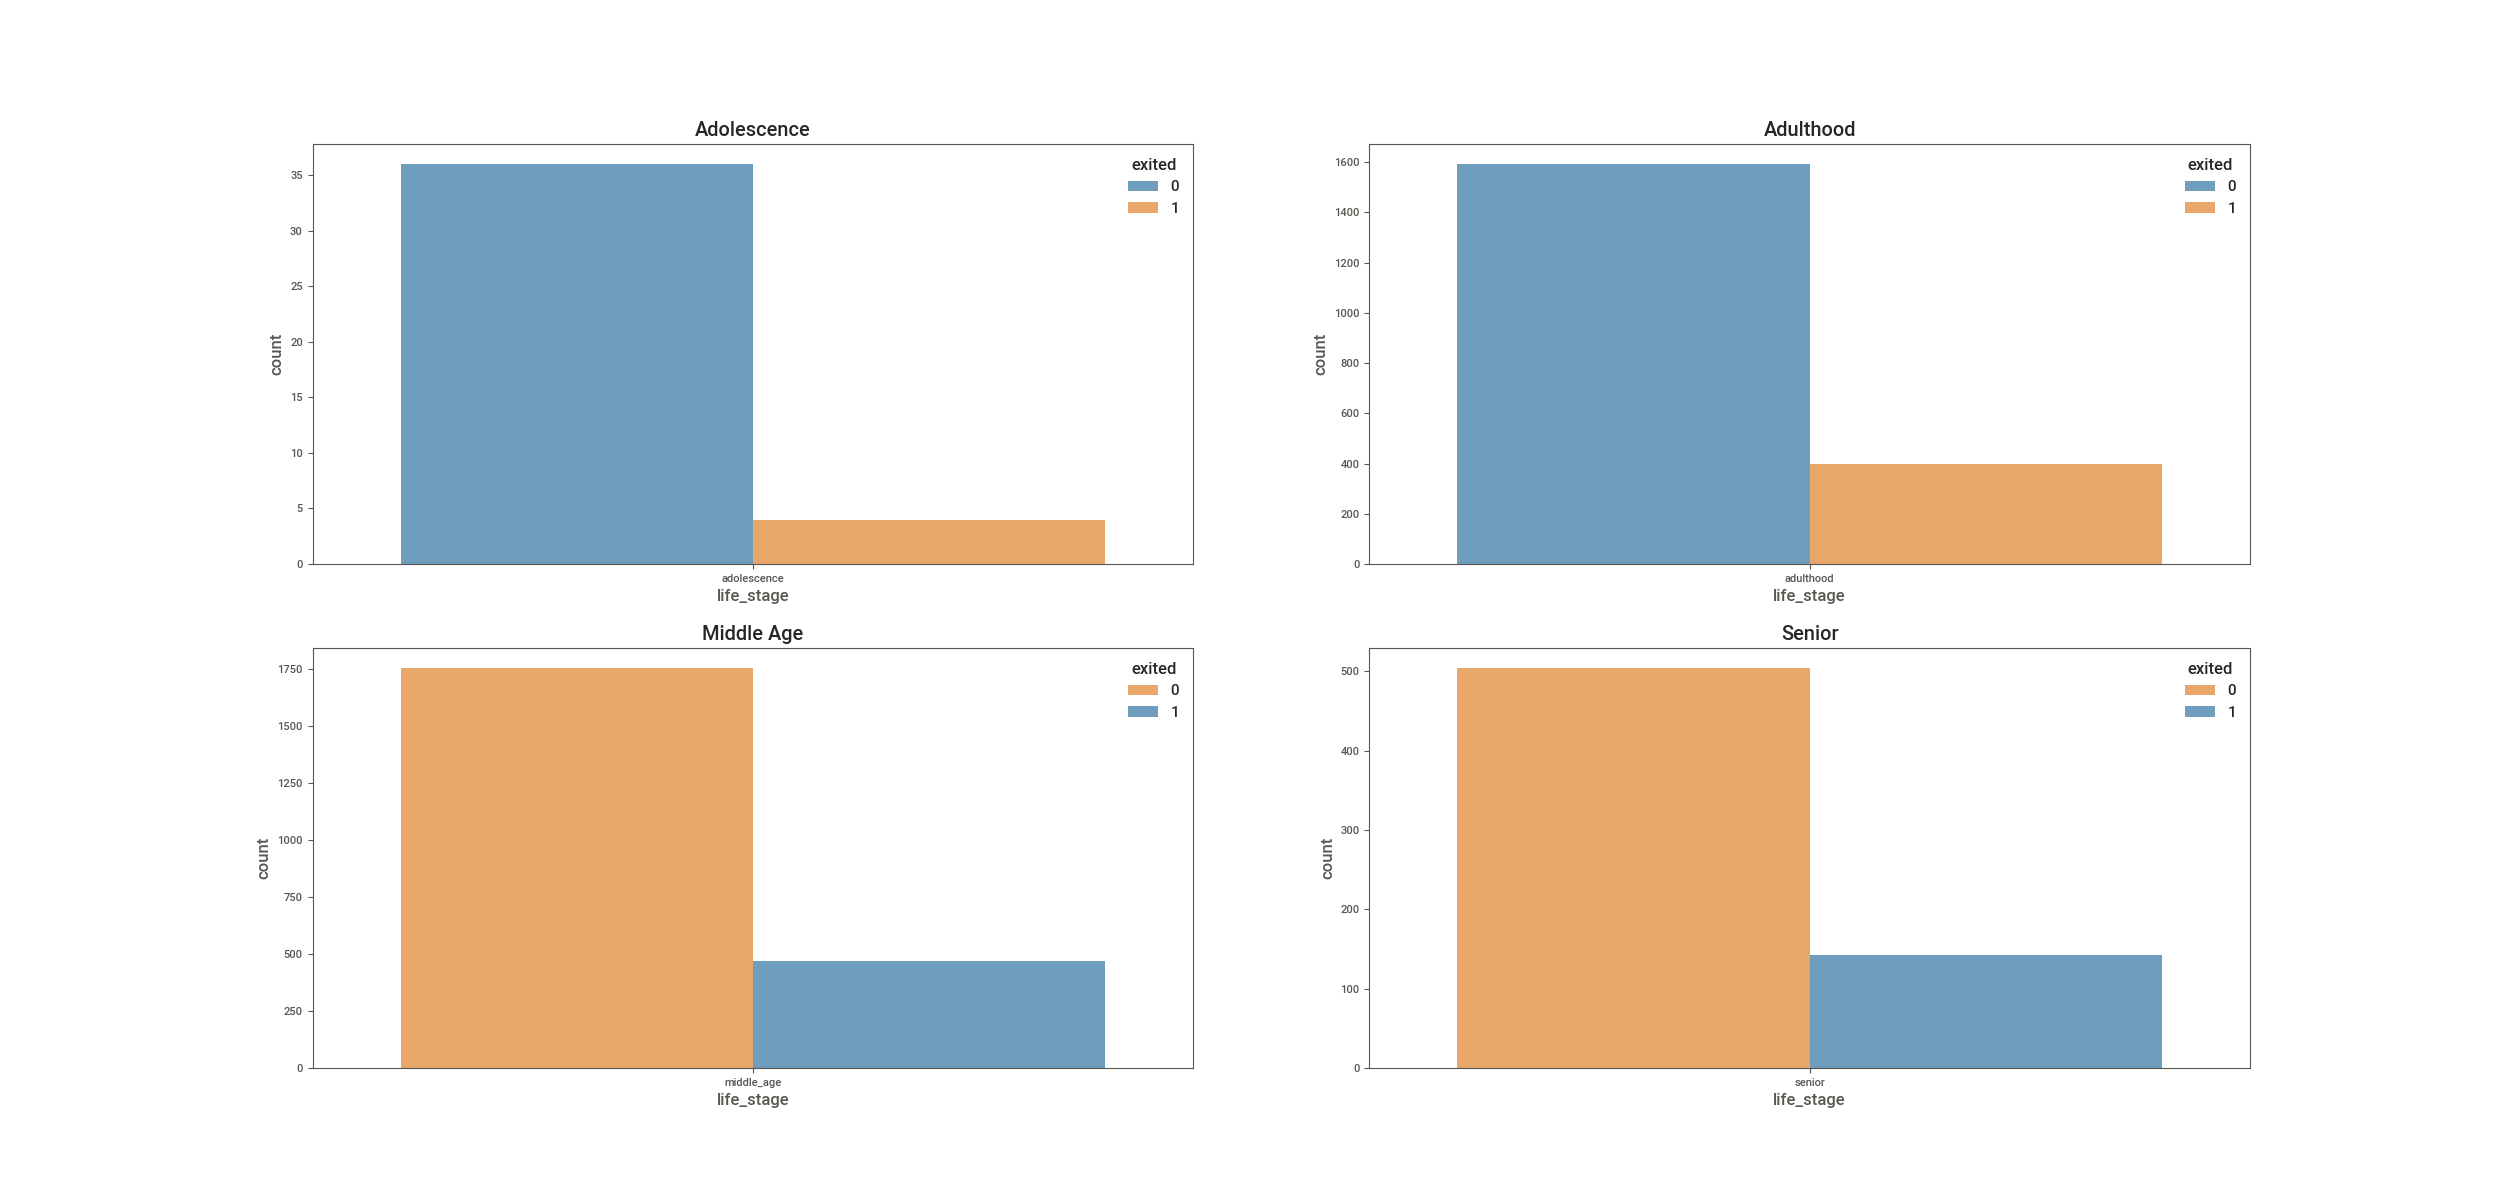 Adolescence
exited
0
1
35
30
25
20
15
10
5
0
count
adolescence
life_stage
Adulthood
exited
0
1
1600
1400
1200
1000
800
600
400
200
0
count
adulthood
life_stage
Middle Age
exited
0
1
1750
1500
1250
1000
750
500
250
0
count
middle_age
life_stage
Senior
exited
0
1
500
400
300
200
100
0
count
senior
life_stage